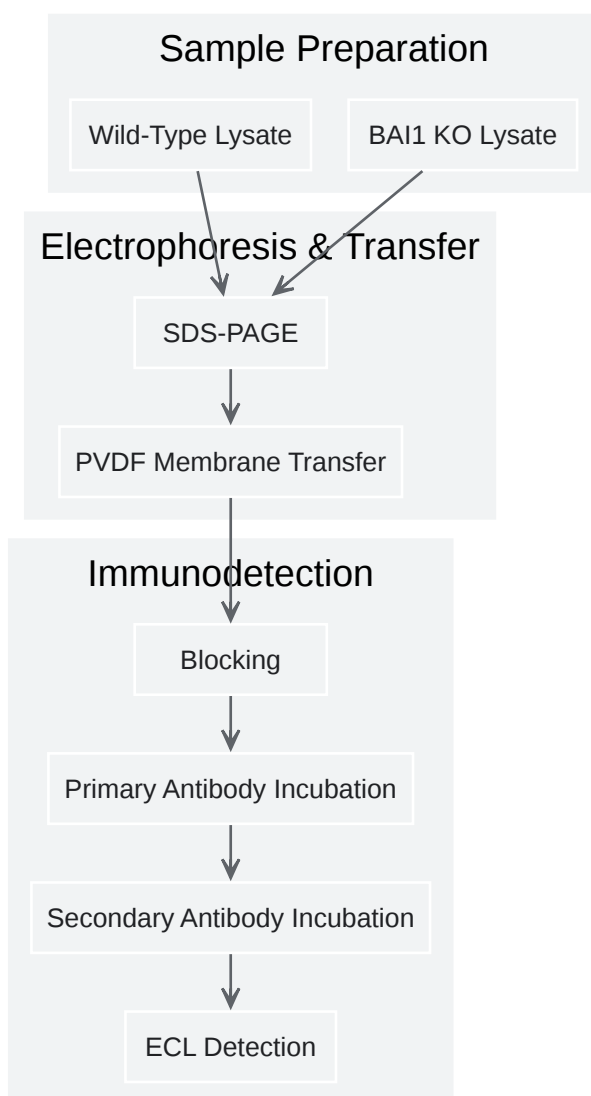 Sample Preparation
Wild-Type Lysate
BAI1 KO Lysate
Electrophoresis & Transfer
SDS-PAGE
PVDF Membrane Transfer
Immunodetection
Blocking
Primary Antibody Incubation
Secondary Antibody Incubation
ECL Detection